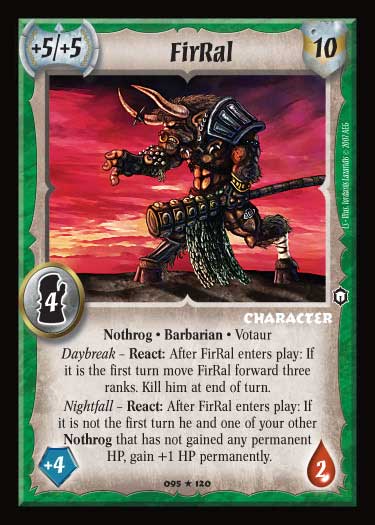 +5/+5
FirRal
10
4
CHARACTER
Nothrog • Barbarian • Votaur
Daybreak – React: After FirRal enters play: If
it is the first turn move FirRal forward three
ranks. Kill him at end of turn.
Nightfall – React: After FirRal enters play: If
it is not the first turn he and one of your other
Nothrog that has not gained any permanent
HP, gain +1 HP permanently.
+4
2
095 ★ 120